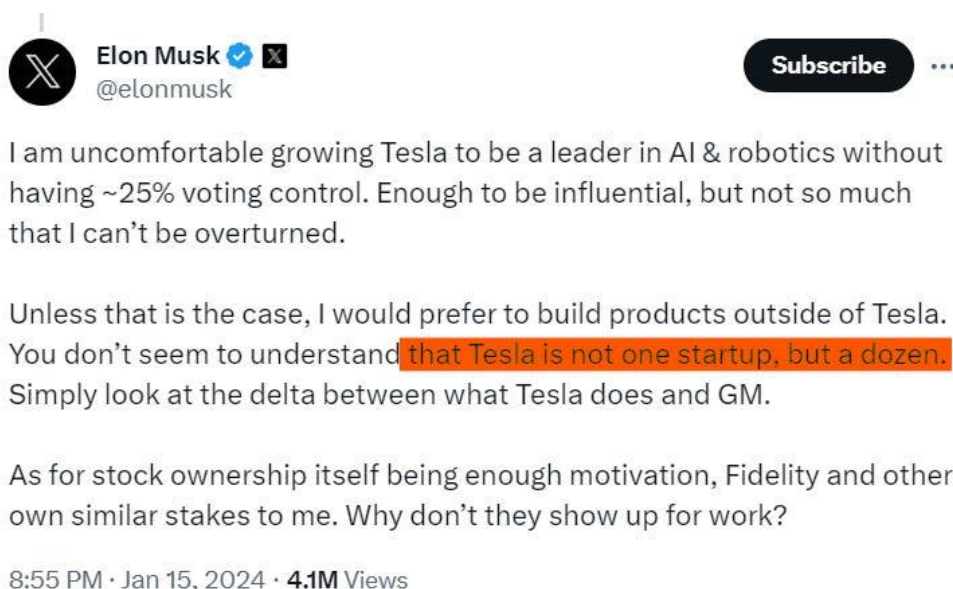 Elon Musk
@elonmusk
Subscribe
I am uncomfortable growing Tesla to be a leader in AI & robotics without
having ~25% voting control. Enough to be influential, but not so much
that I can’t be overturned.
Unless that is the case, I would prefer to build products outside of Tesla.
You don’t seem to understand that Tesla is not one startup, but a dozen.
Simply look at the delta between what Tesla does and GM.
As for stock ownership itself being enough motivation, Fidelity and other
own similar stakes to me. Why don’t they show up for work?
8:55 PM · Jan 15, 2024 · 4.1M Views